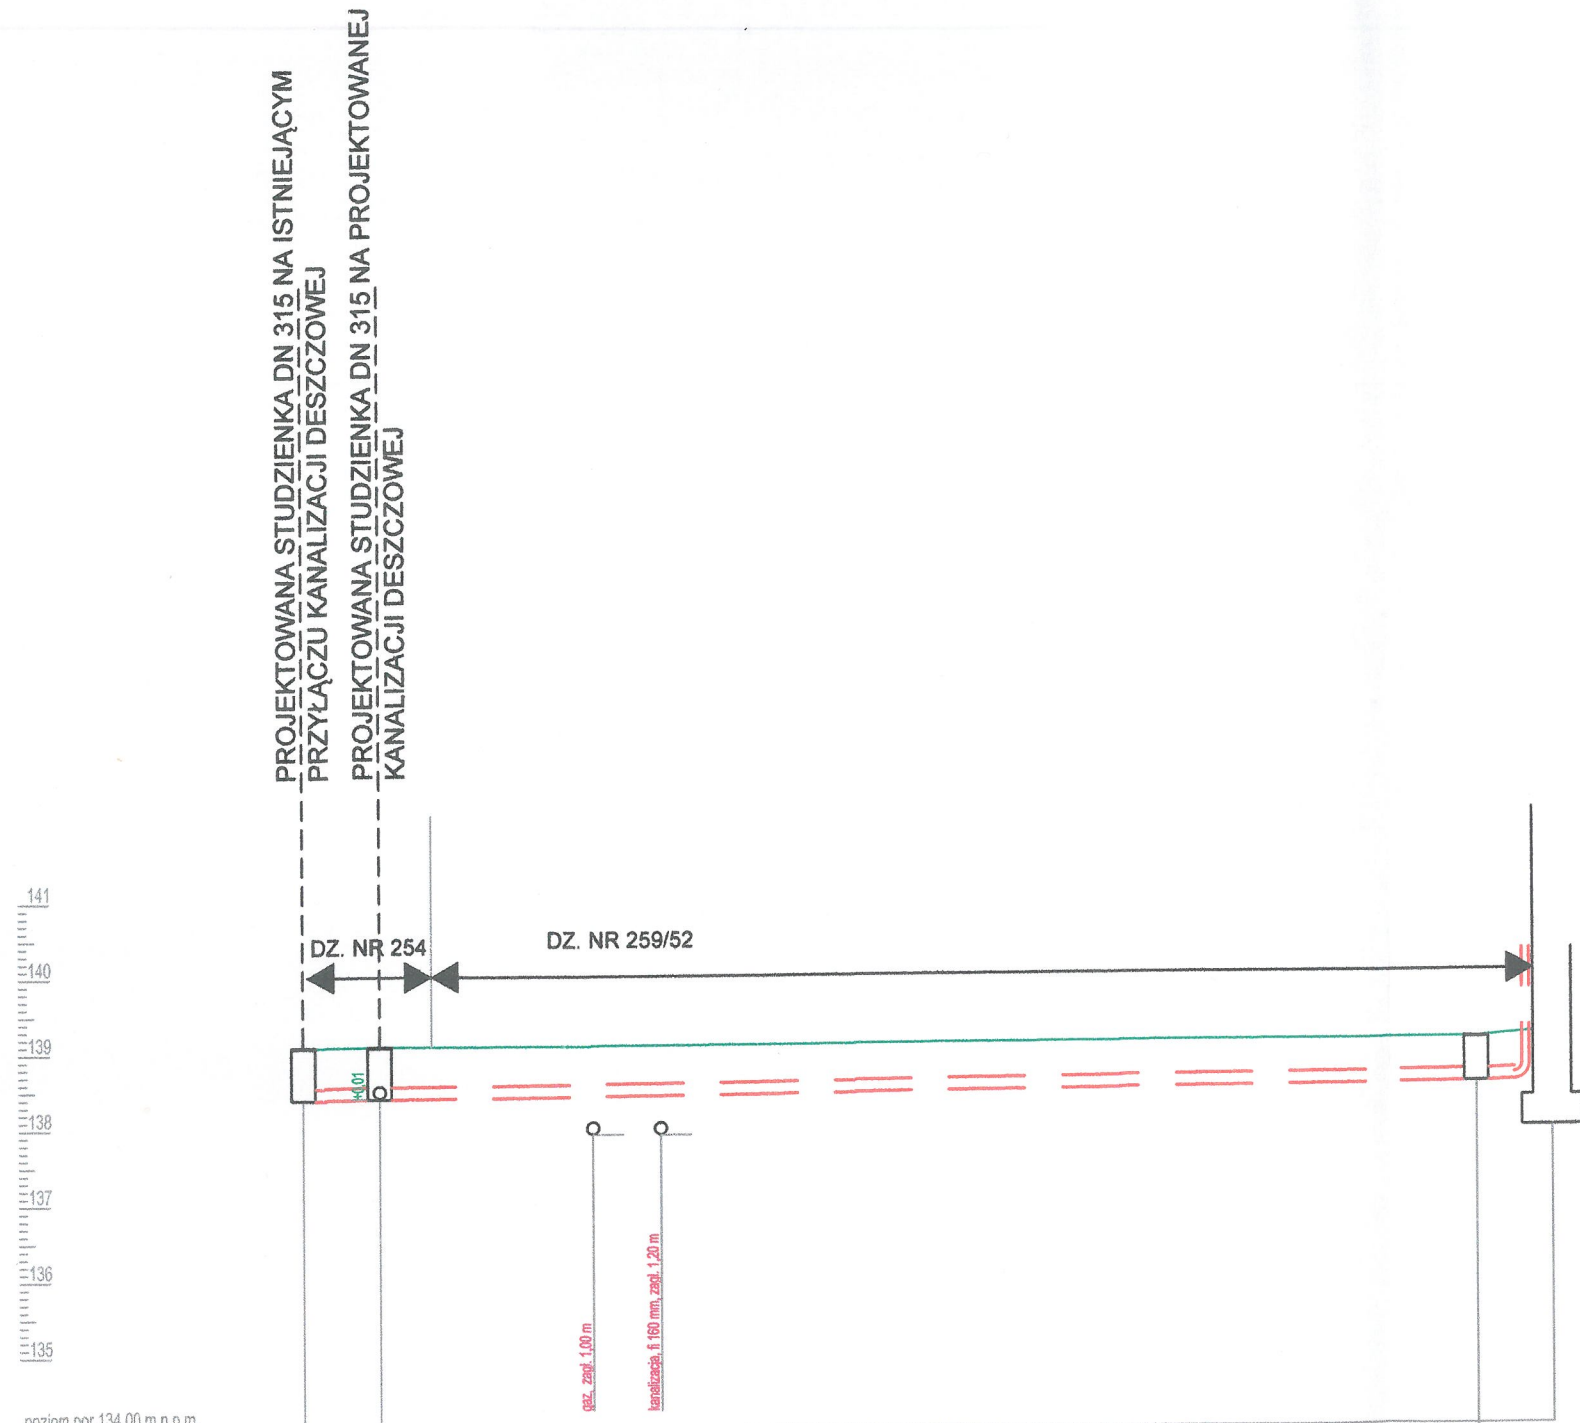 PROJEKTOWANA STUDZIENKA DN 315 NA ISTNIEJĄCYM
PRZYŁĄCZU KANALIZACJI DESZCZOWEJ
PROJEKTOWANA STUDZIENKA DN 315 NA PROJEKTOWANEJ
KANALIZACJI DESZCZOWEJ
141
140
139
138
137
136
135
DZ. NR 254
DZ. NR 259/52
+0,01
gaz, zagł. 1,00 m
kanalizacja, fi 160 mm, zagł. 1,20 m
poziom por 134.00 m n.p.m